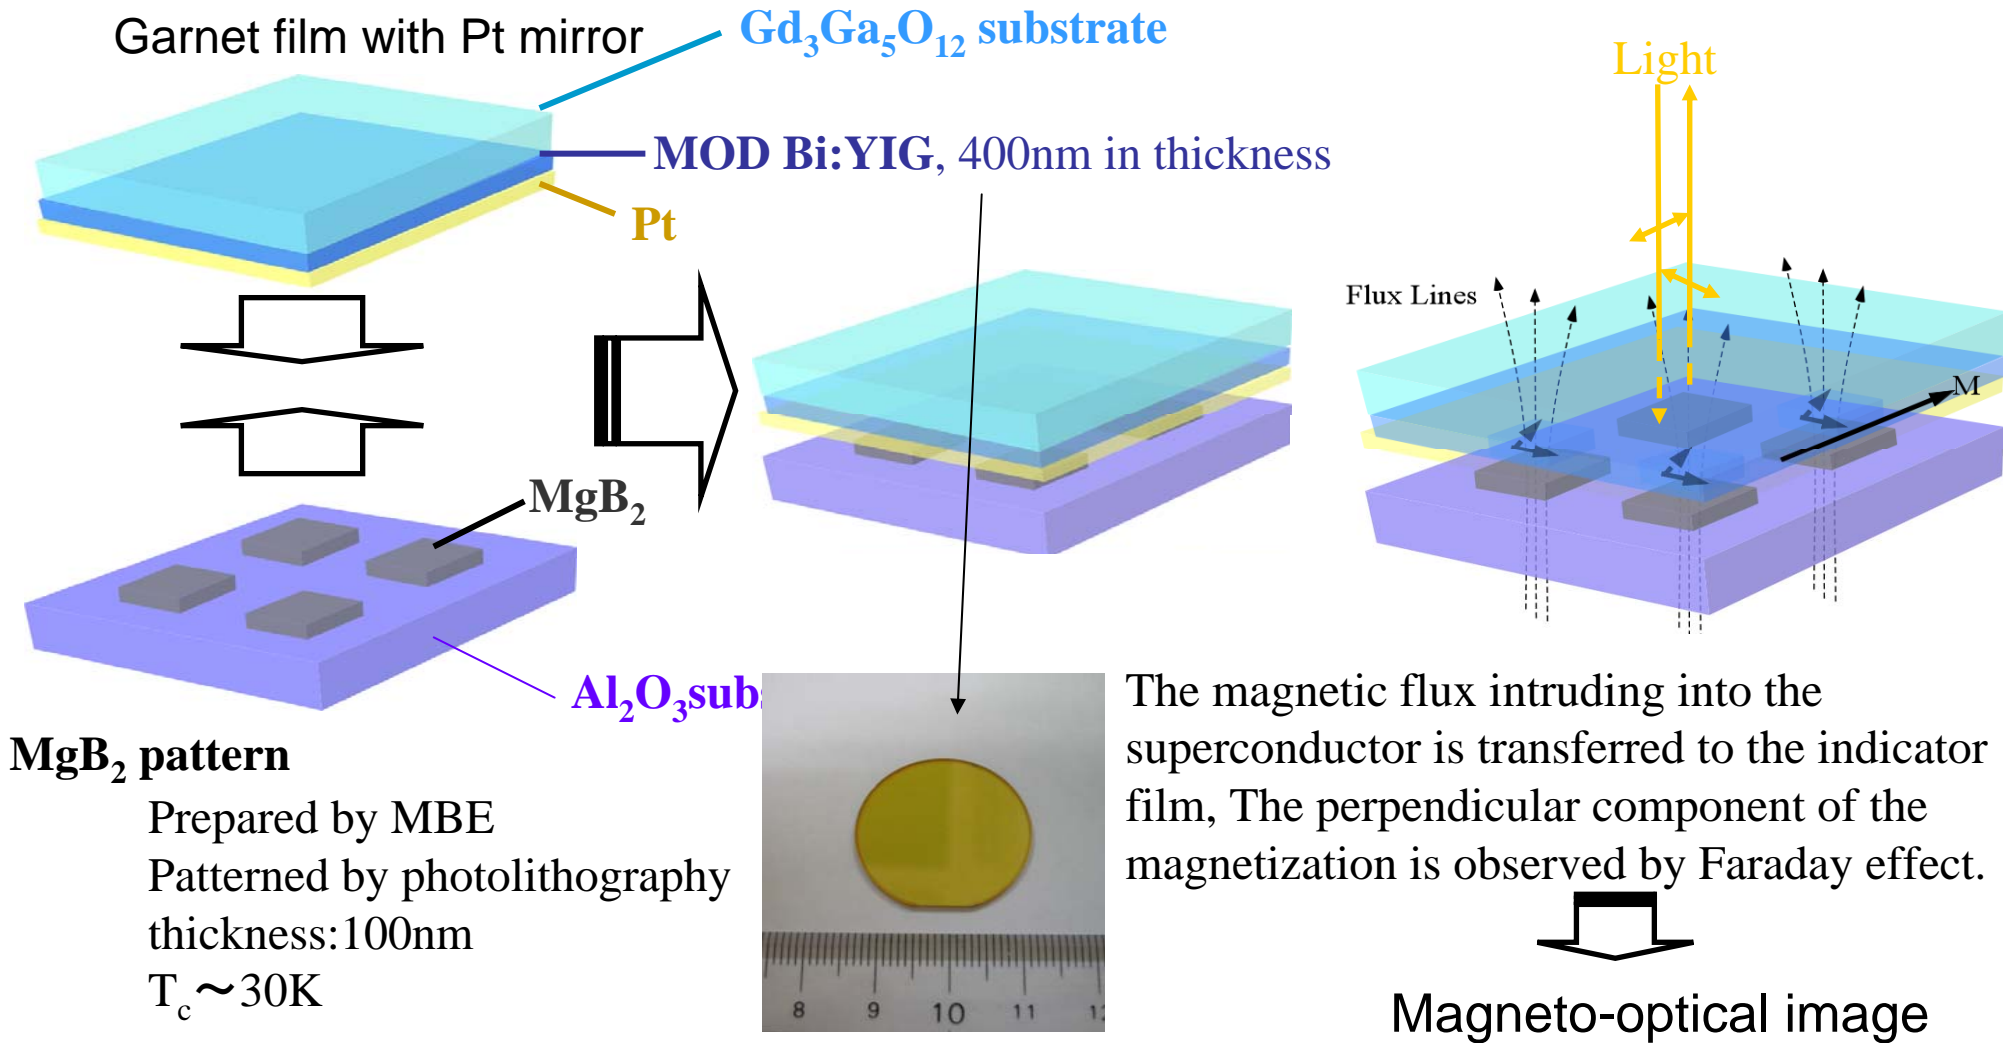 Garnet film with Pt mirror
Gd3Ga5O12 substrate
MOD Bi:YIG, 400nm in thickness
Pt
Light
Flux Lines
M
MgB2
Al2O3subs
MgB2 pattern
Prepared by MBE
Patterned by photolithography
thickness:100nm
Tc～30K
8 9 10 11
The magnetic flux intruding into the
superconductor is transferred to the indicator
film, The perpendicular component of the
magnetization is observed by Faraday effect.
Magneto-optical image